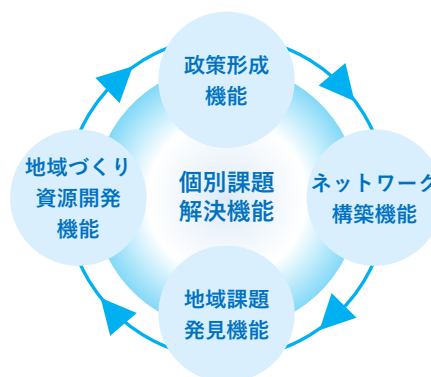 政策形成
機能
地域づくり
資源開発
機能
個別課題
解決機能
ネットワーク
構築機能
地域課題
発見機能